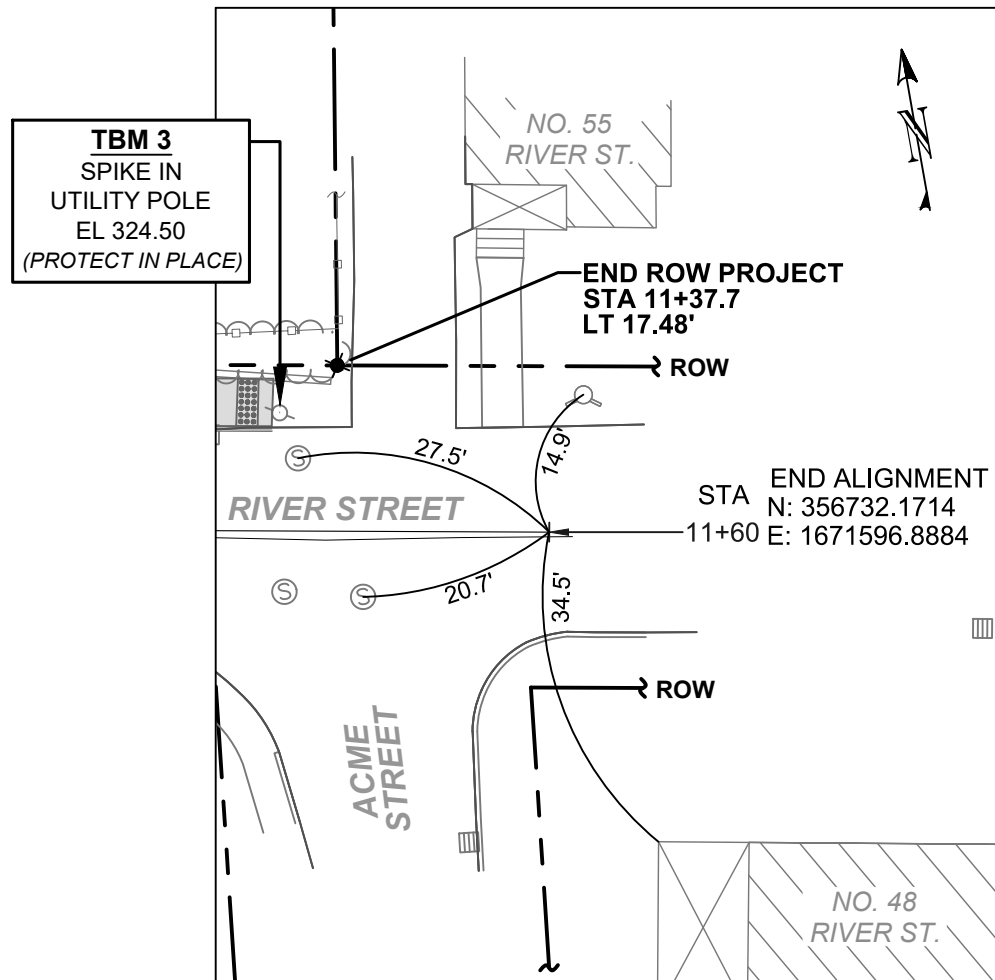 N
NO. 55
RIVER ST.
TBM 3
SPIKE IN
UTILITY POLE
EL 324.50
(PROTECT IN PLACE)
END ROW PROJECT
STA 11+37.7
LT 17.48'
ROW
27.5'
14.9'
S
RIVER STREET
STA
11+60
END ALIGNMENT
N: 356732.1714
E: 1671596.8884
S
S
20.7'
34.5'
ROW
ACME
STREET
NO. 48
RIVER ST.